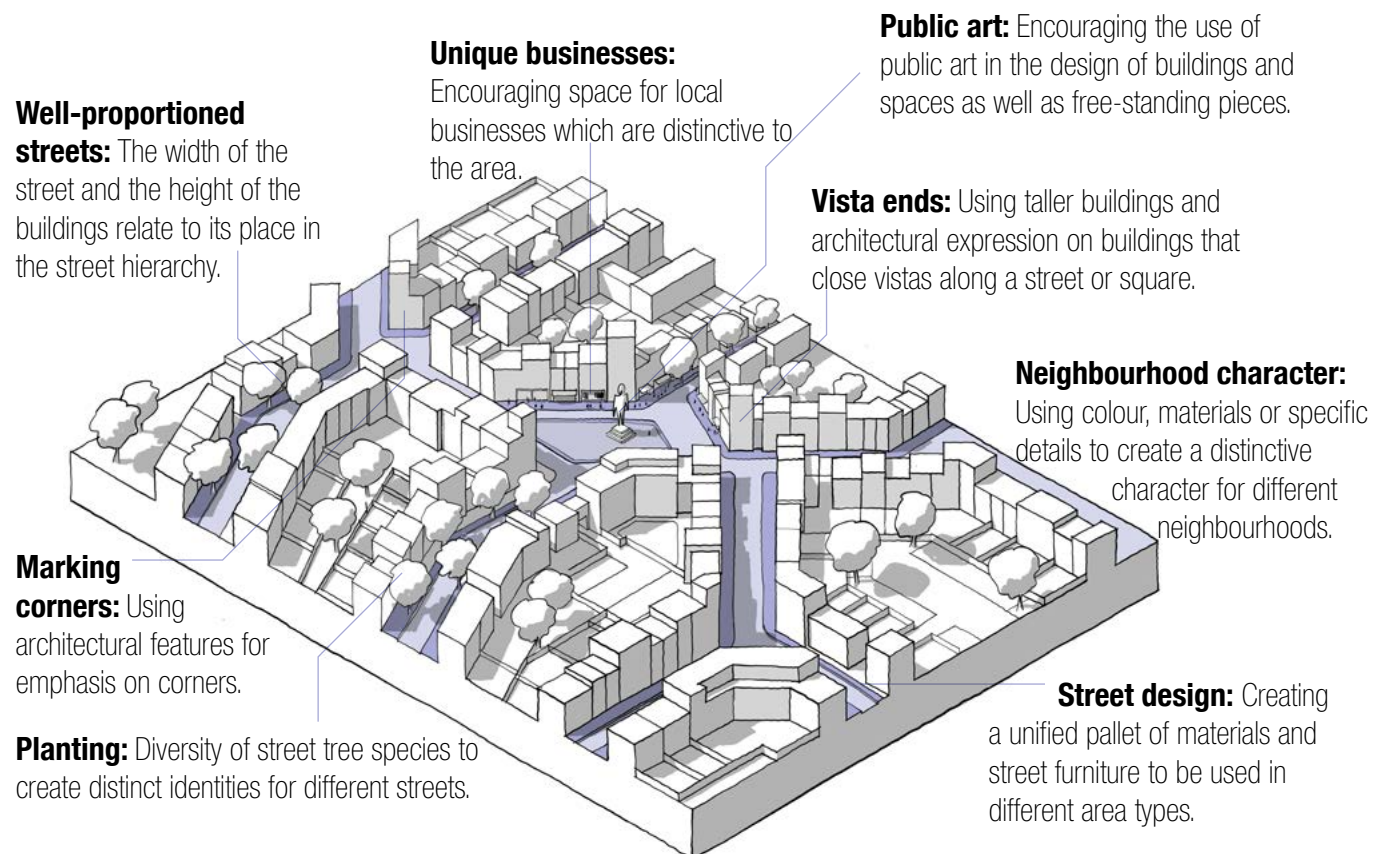 Well-proportioned
streets: The width of the
street and the height of the
buildings relate to its place in
the street hierarchy.
Unique businesses:
Encouraging space for local
businesses which are distinctive to
the area.
Public art: Encouraging the use of
public art in the design of buildings and
spaces as well as free-standing pieces.
Vista ends: Using taller buildings and
architectural expression on buildings that
close vistas along a street or square.
Neighbourhood character:
Using colour, materials or specific
details to create a distinctive
character for different
neighbourhoods.
Marking
corners: Using
architectural features for
emphasis on corners.
Planting: Diversity of street tree species to
create distinct identities for different streets.
Street design: Creating
a unified pallet of materials and
street furniture to be used in
different area types.